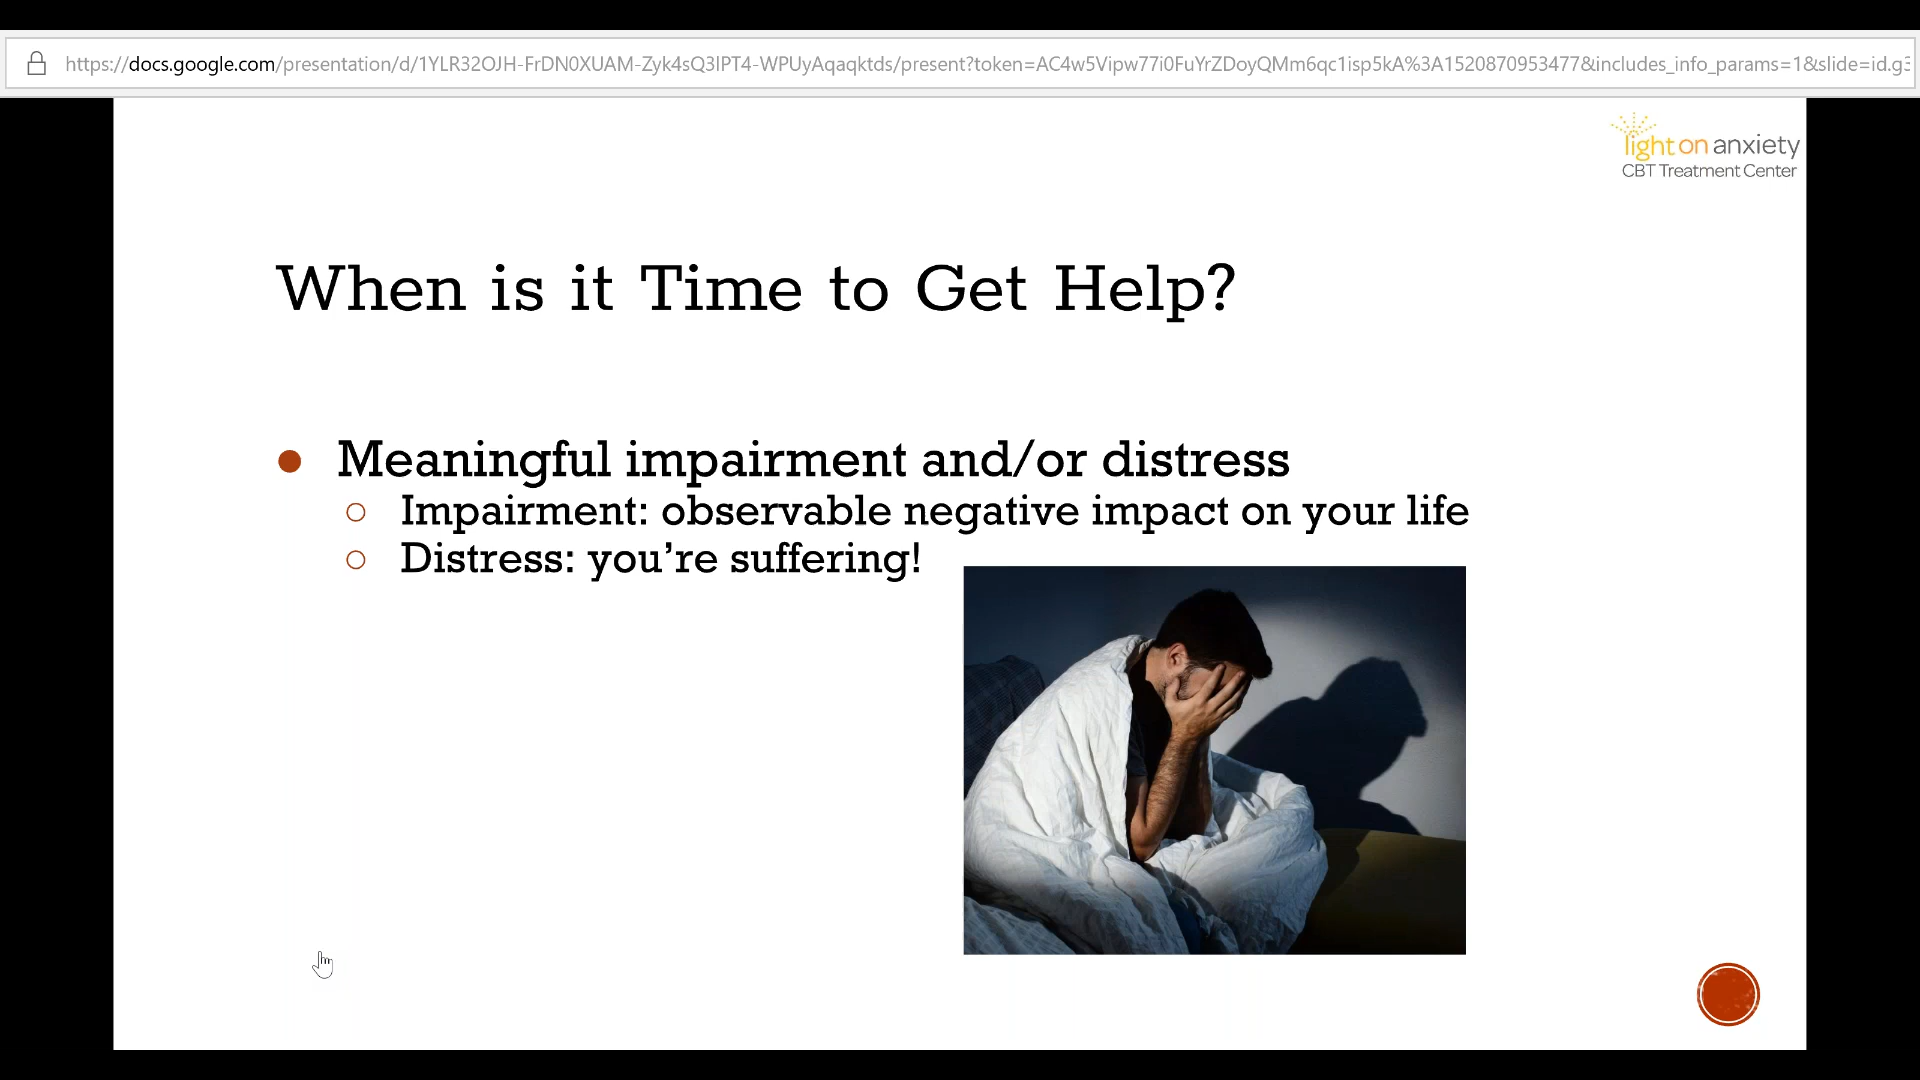 https://docs.google.com/presentation/d/1YLR32OJH-FrDN0XUAM-Zyk4sQ3lPT4-WPUyAqaqktds/present?token=AC4w5Vipw77i0FuYrZDoyQMm6qc1isp5kA%3A1520870953477&includes_info_params=1&slide=id.g3
light on anxiety
CBT Treatment Center
When is it Time to Get Help?
Meaningful impairment and/or distress
Impairment: observable negative impact on your life
Distress: you’re suffering!